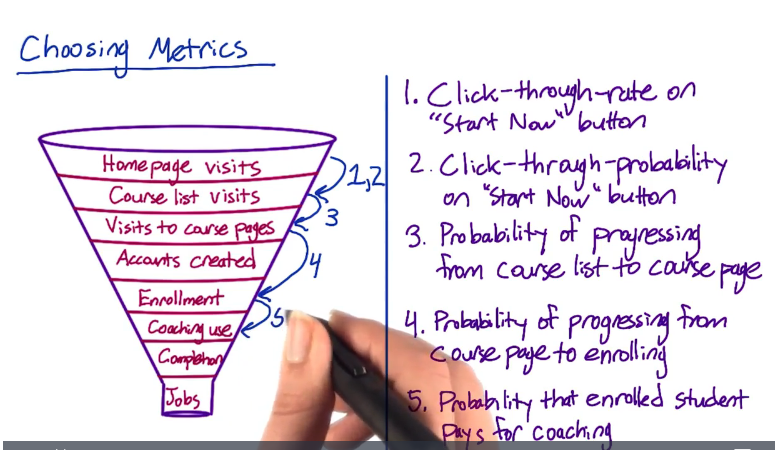 Choosing Metrics
Homepage visits
Course list visits
Visits to course pages
Accounts created
Enrollment
Coaching use
Completion
Jobs
1,2
3
4
5
1. Click-through-rate on
"Start Now" button
2. Click-through-probability
on "Start Now" button
3. Probability of progressing
from course list to course page
4. Probability of progressing from
course page to enrolling
5. Probability that enrolled student
pays for coaching